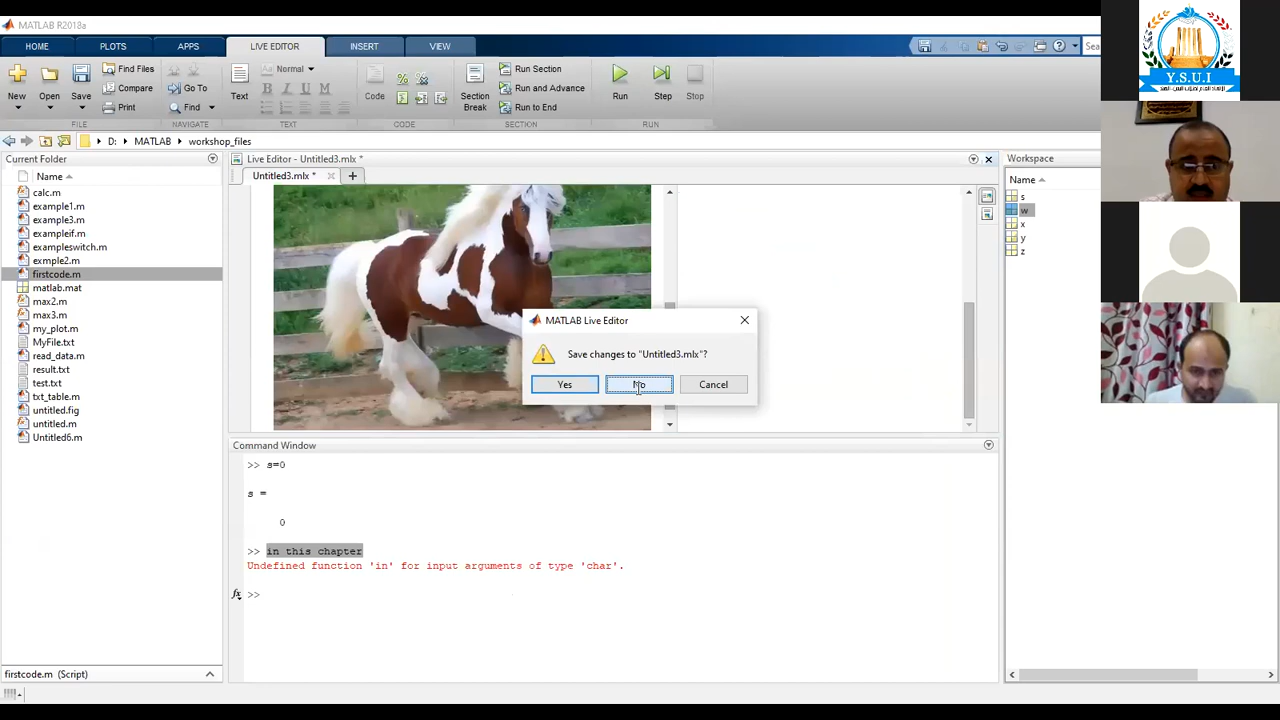 MATLAB R2018a
HOME PLOTS APPS LIVE EDITOR INSERT VIEW
Sea
New Open Save Find Files Compare Print Go To Find Text Normal B I U M Code Section Break Run Section Run and Advance Run to End Run Step Stop
FILE NAVIGATE TEXT CODE SECTION RUN
D: MATLAB workshop_files
Current Folder
Name
calc.m
example1.m
example3.m
exampleif.m
exampleswitch.m
exmple2.m
firstcode.m
matlab.mat
max2.m
max3.m
my_plot.m
MyFile.txt
read_data.m
result.txt
test.txt
txt_table.m
untitled.fig
untitled.m
Untitled6.m
firstcode.m (Script)
Live Editor - Untitled3.mlx *
Untitled3.mlx *
MATLAB Live Editor
Save changes to "Untitled3.mlx"?
Yes No Cancel
Command Window
>> s=0
s =
0
>> in this chapter
Undefined function 'in' for input arguments of type 'char'.
fx >>
Workspace
Name
s
w
x
y
z
Y.S.U.I